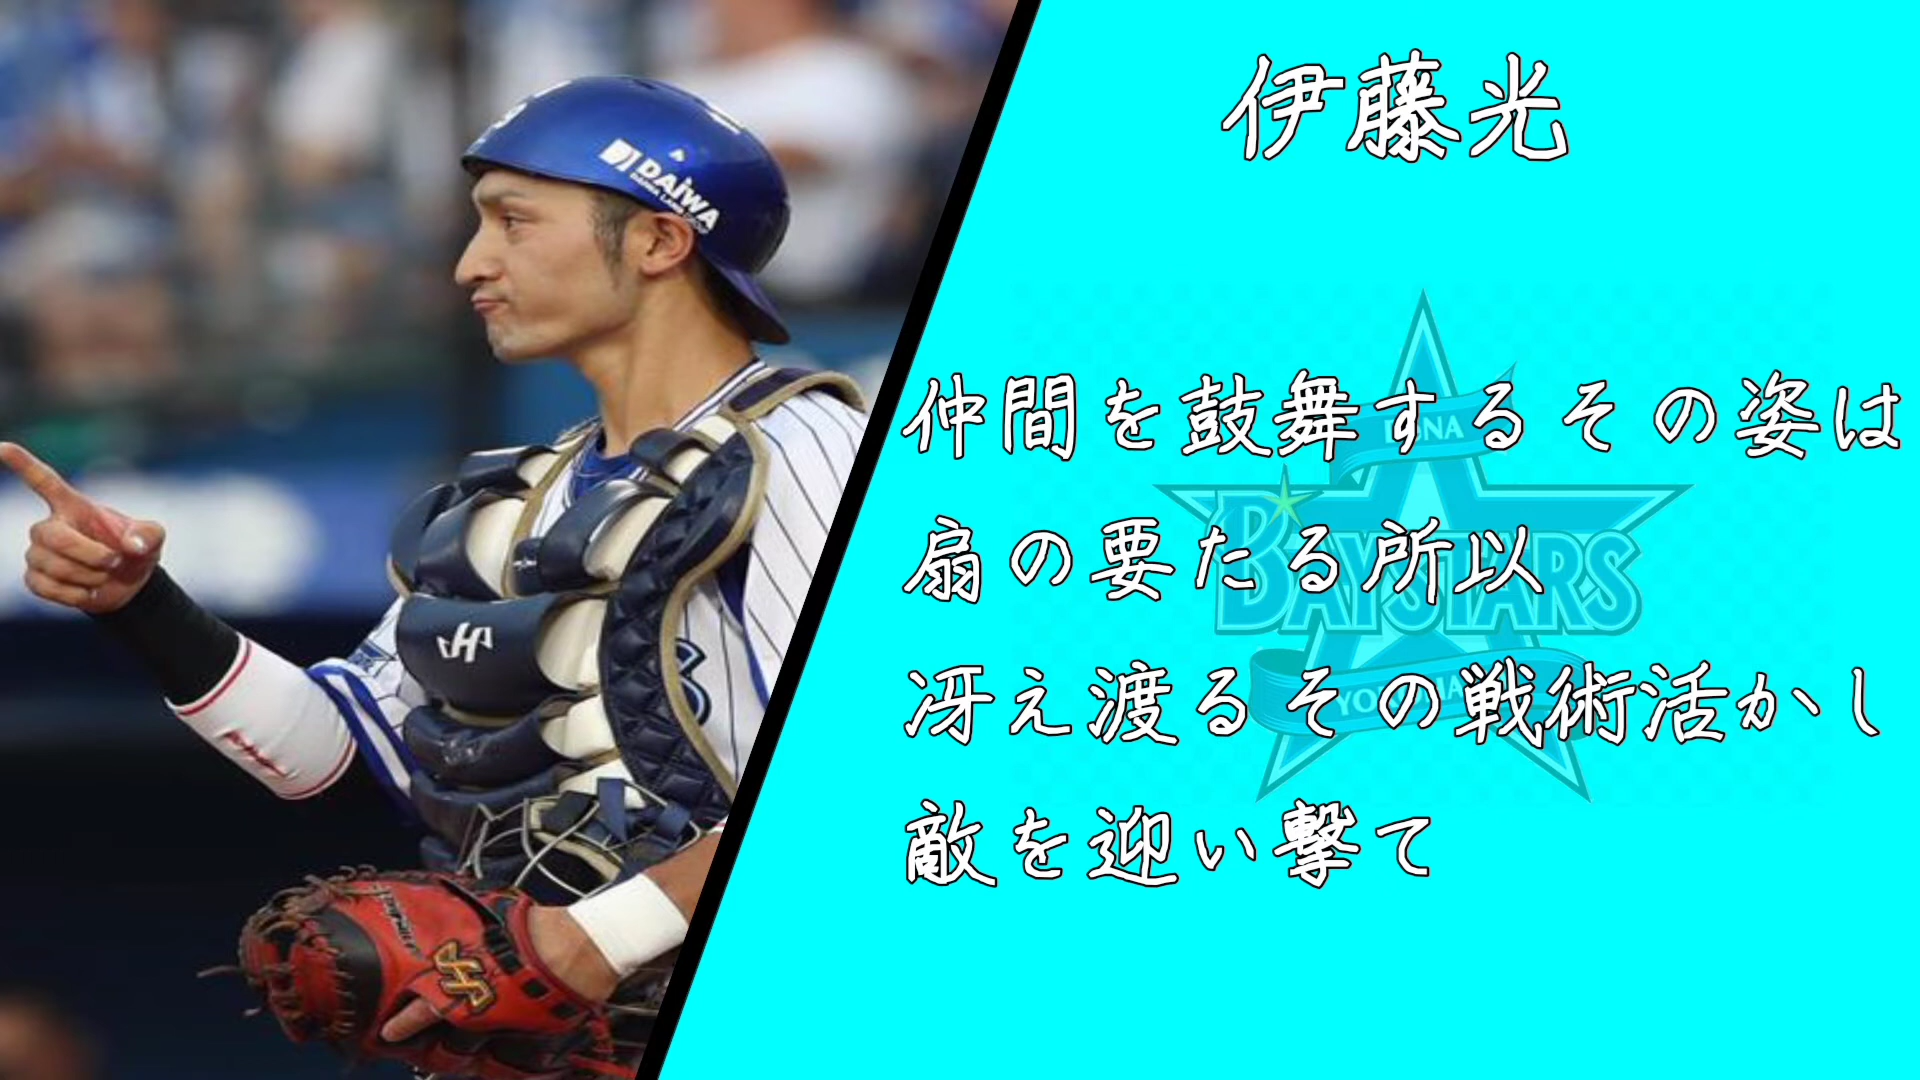 伊藤光
仲間を鼓舞するその姿は
扇の要たる所以
冴え渡るその戦術活かし
敵を迎い撃て
BAYSTARS
DAIWA